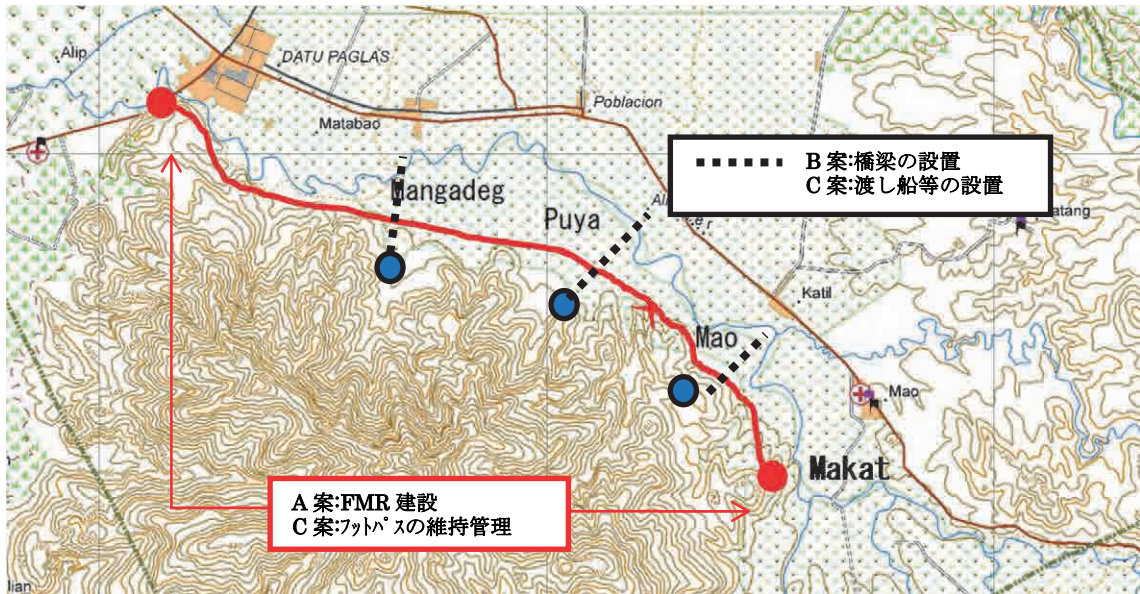 Alip
DATU PAGLAS
Matabao
Poblacion
B 案:橋梁の設置
C 案:渡し船等の設置
Mangadeg
Puya
Katil
Mao
Mao
Makat
A 案:FMR 建設
C 案:ﾌｯﾄﾊﾟｽの維持管理